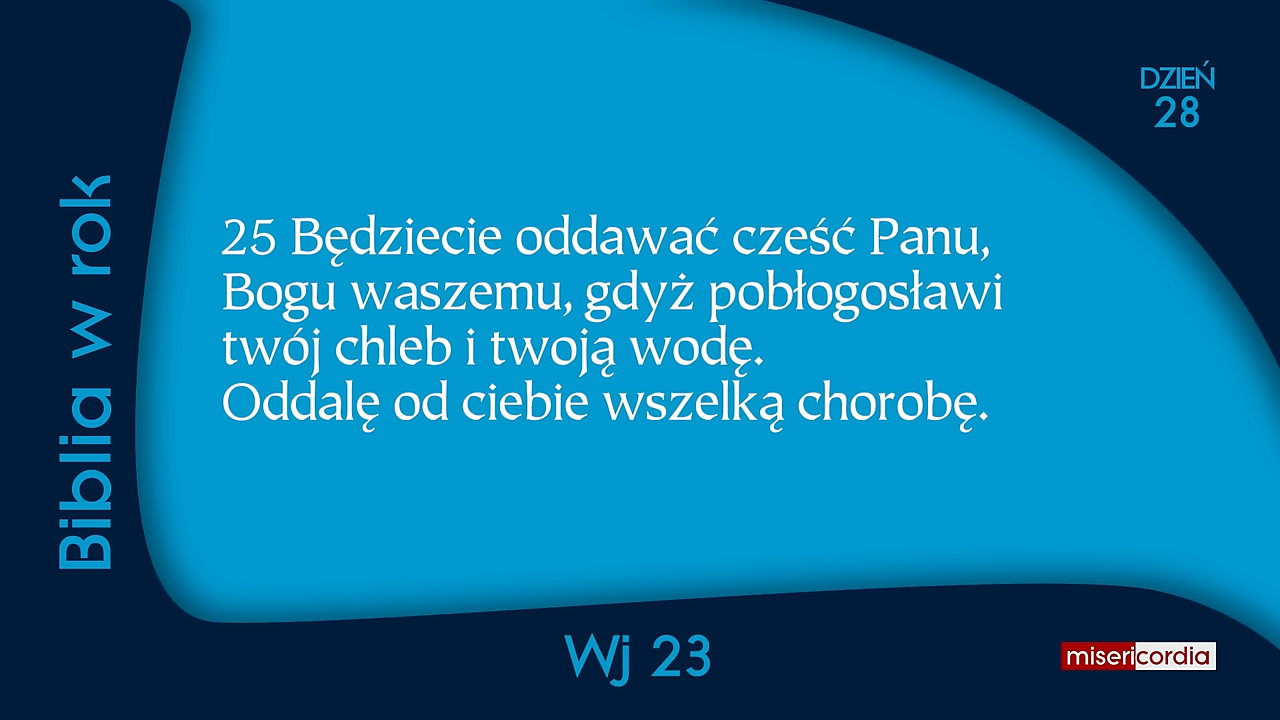 DZIEŃ
28
Biblia w rok
25 Będziecie oddawać cześć Panu,
Bogu waszemu, gdyż pobłogosławi
twój chleb i twoją wodę.
Oddalę od ciebie wszelką chorobę.
Wj 23
misericordia